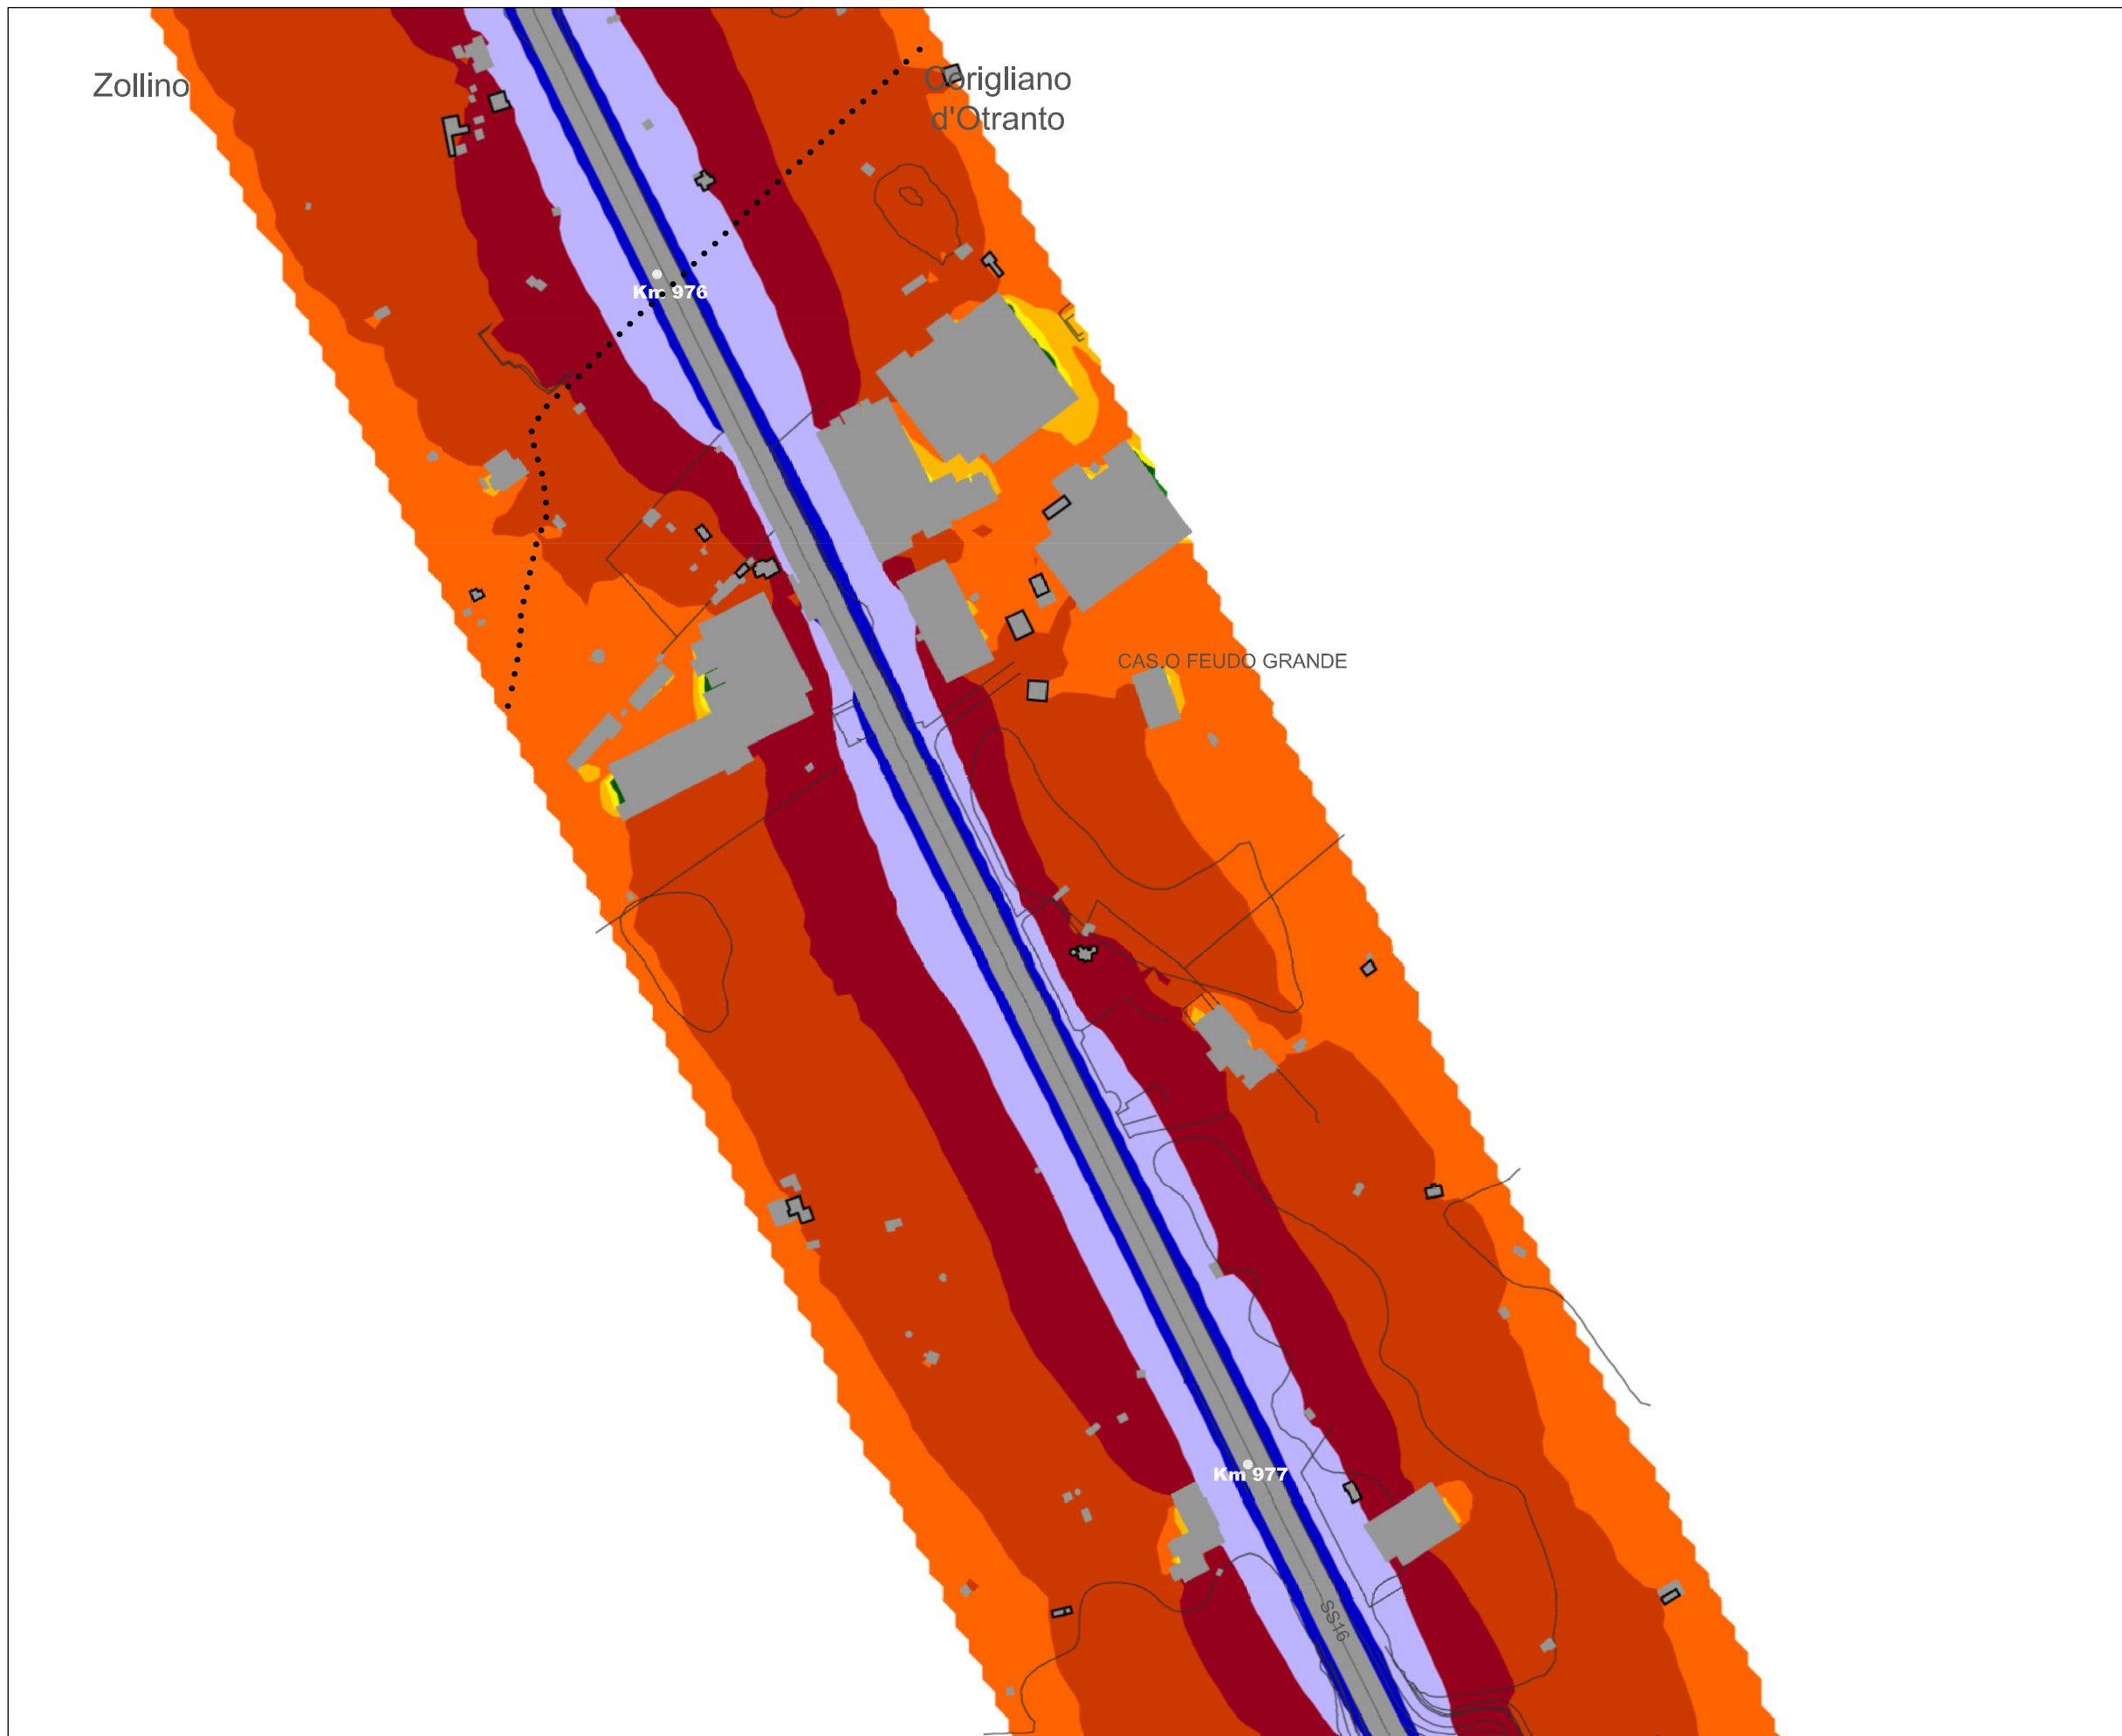 Zollino
Corigliano
d'Otranto
Km 976
CAS.O FEUDO GRANDE
Km 977
SS16